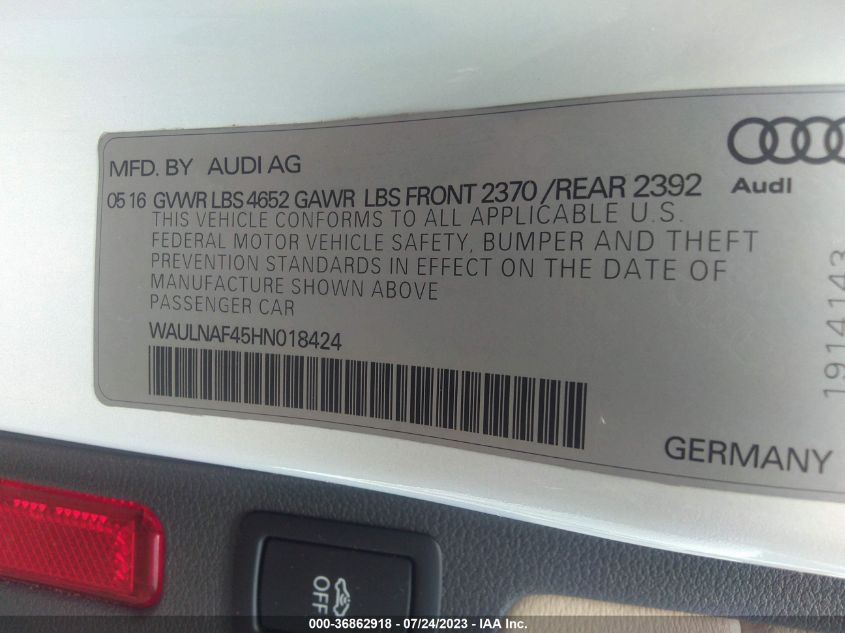 MFD. BY AUDI AG
Audi
05 16 GVWR LBS 4652 GAWR LBS FRONT 2370 /REAR 2392
THIS VEHICLE CONFORMS TO ALL APPLICABLE U.S.
FEDERAL MOTOR VEHICLE SAFETY, BUMPER AND THEFT
PREVENTION STANDARDS IN EFFECT ON THE DATE OF
MANUFACTURE SHOWN ABOVE
PASSENGER CAR
WAULNAF45HN018424
1914143
GERMANY
OFF
000-36862918 - 07/24/2023 - IAA Inc.